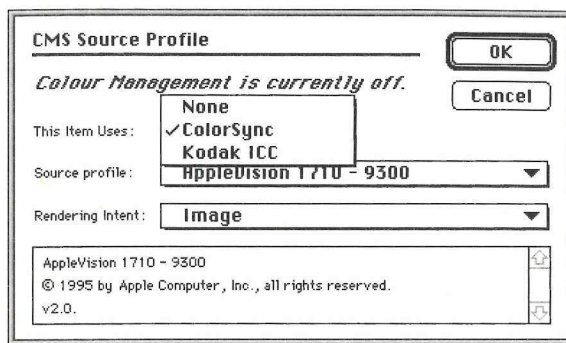 CMS Source Profile
OK
Colour Management is currently off.
Cancel
None
This Item Uses:
✓ColorSync
Kodak ICC
Source profile:
AppleVision 1710 - 9300
Rendering Intent:
Image
AppleVision 1710 - 9300
© 1995 by Apple Computer, Inc., all rights reserved.
v2.0.